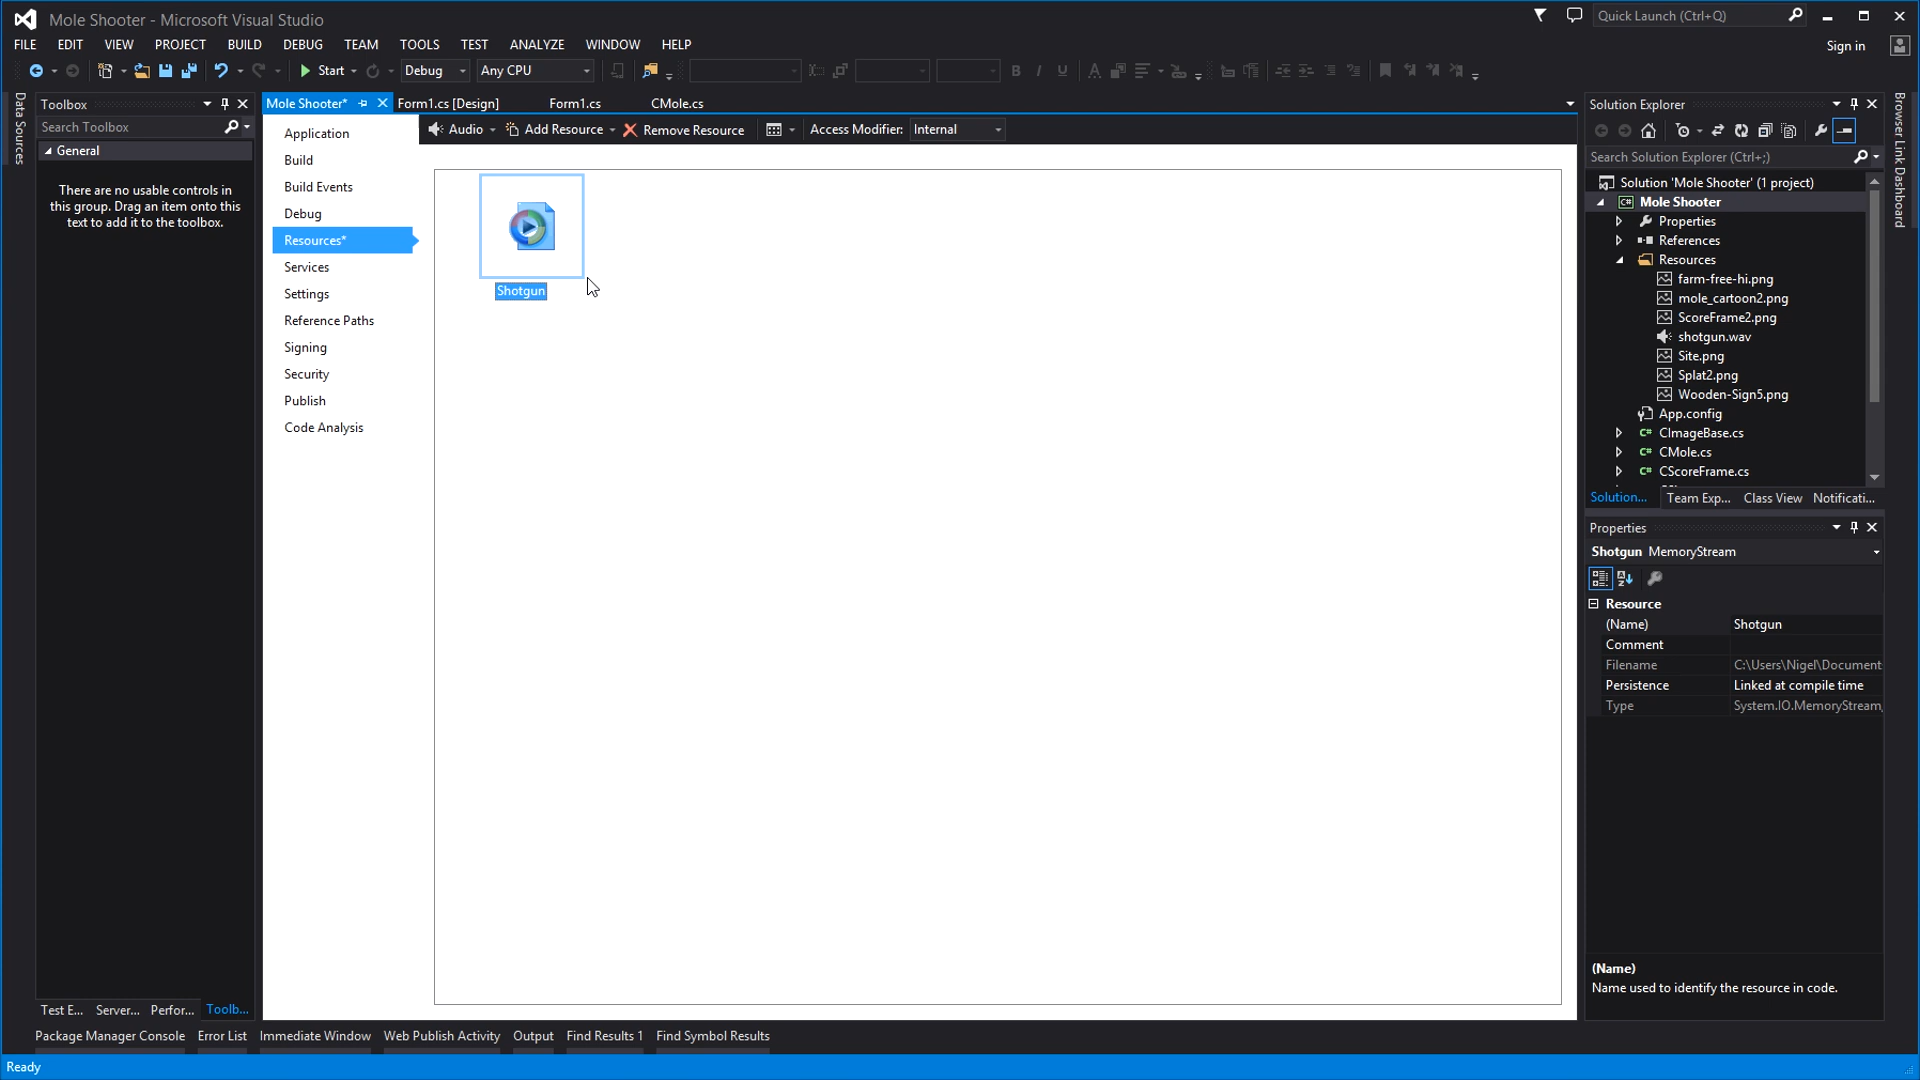 Mole Shooter - Microsoft Visual Studio
Quick Launch (Ctrl+Q)
FILE EDIT VIEW PROJECT BUILD DEBUG TEAM TOOLS TEST ANALYZE WINDOW HELP
Sign in
Start Debug Any CPU
Data Sources
Toolbox
Search Toolbox
General
There are no usable controls in
this group. Drag an item onto this
text to add it to the toolbox.
Test E... Server... Perfor... Toolb...
Mole Shooter* Form1.cs [Design] Form1.cs CMole.cs
Application
Build
Build Events
Debug
Resources*
Services
Settings
Reference Paths
Signing
Security
Publish
Code Analysis
Audio Add Resource Remove Resource Access Modifier: Internal
Shotgun
Solution Explorer
Search Solution Explorer (Ctrl+;)
Solution 'Mole Shooter' (1 project)
C# Mole Shooter
Properties
References
Resources
farm-free-hi.png
mole_cartoon2.png
ScoreFrame2.png
shotgun.wav
Site.png
Splat2.png
Wooden-Sign5.png
App.config
C# CImageBase.cs
C# CMole.cs
C# CScoreFrame.cs
Solution... Team Exp... Class View Notificati...
Browser Link Dashboard
Properties
Shotgun MemoryStream
Resource
(Name) Shotgun
Comment
Filename C:\Users\Nigel\Document
Persistence Linked at compile time
Type System.IO.MemoryStream,
(Name)
Name used to identify the resource in code.
Package Manager Console Error List Immediate Window Web Publish Activity Output Find Results 1 Find Symbol Results
Ready